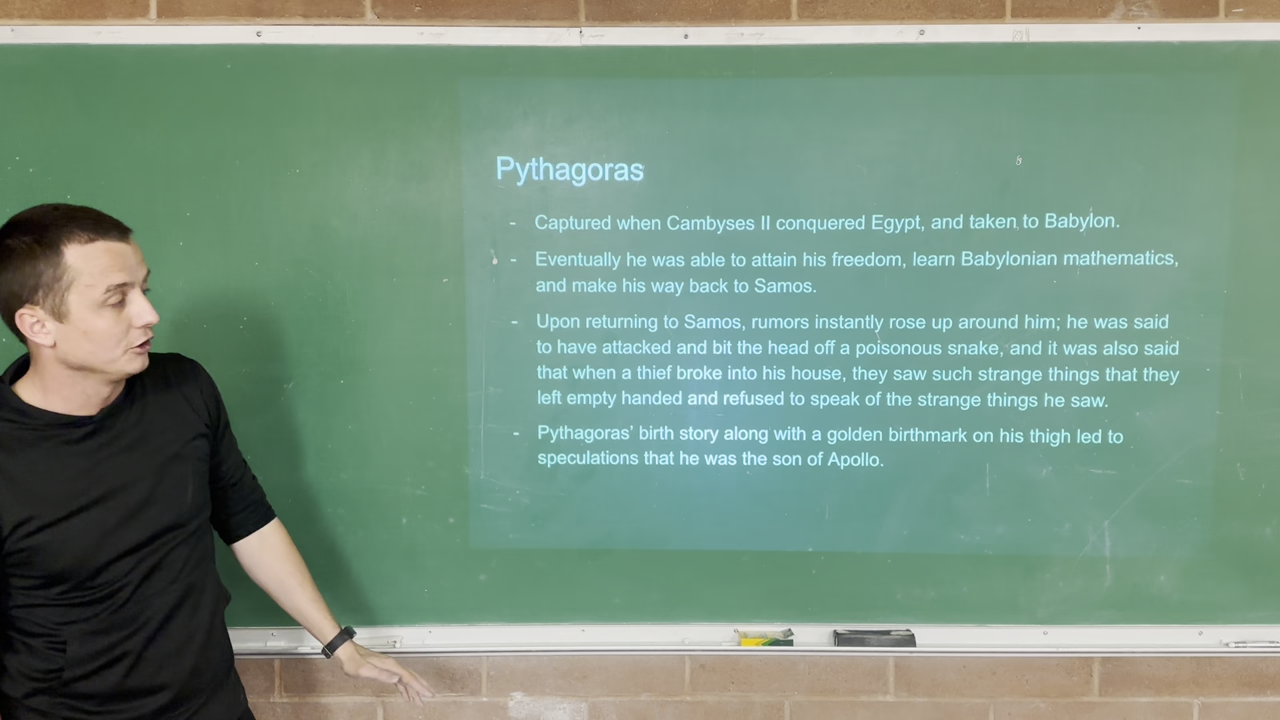 Pythagoras
- Captured when Cambyses II conquered Egypt, and taken to Babylon.
- Eventually he was able to attain his freedom, learn Babylonian mathematics,
and make his way back to Samos.
- Upon returning to Samos, rumors instantly rose up around him; he was said
to have attacked and bit the head off a poisonous snake, and it was also said
that when a thief broke into his house, they saw such strange things that they
left empty handed and refused to speak of the strange things he saw.
- Pythagoras’ birth story along with a golden birthmark on his thigh led to
speculations that he was the son of Apollo.